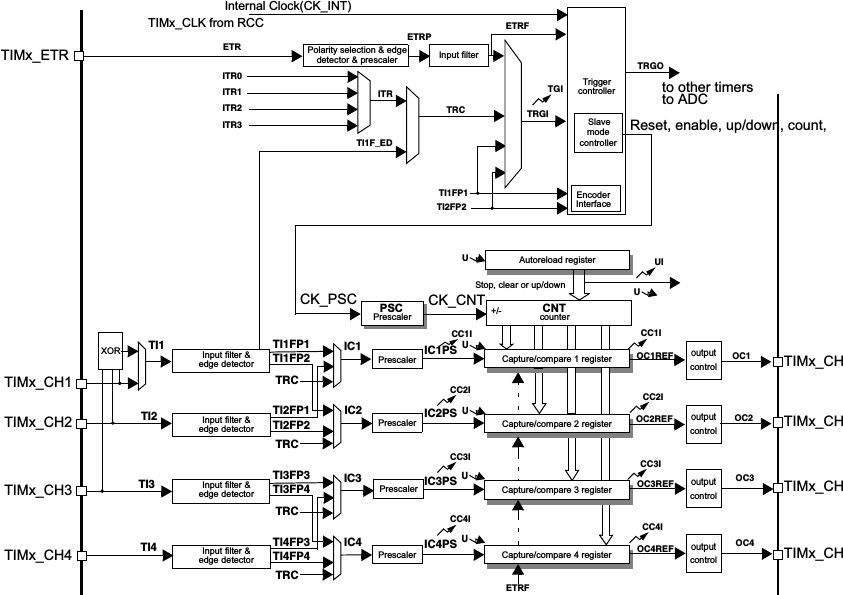 Internal Clock(CK_INT)
TIMx_CLK from RCC
ETRF
TIMx_ETR
ETR
Polarity selection & edge
detector & prescaler
ETRP
Input filter
TRGO
to other timers
to ADC
Trigger
controller
ITR0
ITR1
ITR2
ITR3
ITR
TRC
TGI
TRGI
Slave
mode
controller
Reset, enable, up/down, count,
TI1F_ED
TI1FP1
TI2FP2
Encoder
Interface
U
Autoreload register
UI
Stop, clear or up/down
U
CK_PSC
PSC
Prescaler
CK_CNT
+/-
CNT
counter
XOR
TI1
Input filter &
edge detector
TI1FP1
TI1FP2
TRC
IC1
Prescaler
IC1PS
CC1I
U
Capture/compare 1 register
CC1I
OC1REF
output
control
OC1
TIMx_CH
TIMx_CH1
TIMx_CH2
TI2
Input filter &
edge detector
TI2FP1
TI2FP2
TRC
IC2
Prescaler
IC2PS
CC2I
U
Capture/compare 2 register
CC2I
OC2REF
output
control
OC2
TIMx_CH
TIMx_CH3
TI3
Input filter &
edge detector
TI3FP3
TI3FP4
TRC
IC3
Prescaler
IC3PS
CC3I
U
Capture/compare 3 register
CC3I
OC3REF
output
control
OC3
TIMx_CH
TIMx_CH4
TI4
Input filter &
edge detector
TI4FP3
TI4FP4
TRC
IC4
Prescaler
IC4PS
CC4I
U
Capture/compare 4 register
CC4I
OC4REF
output
control
OC4
TIMx_CH
ETRF